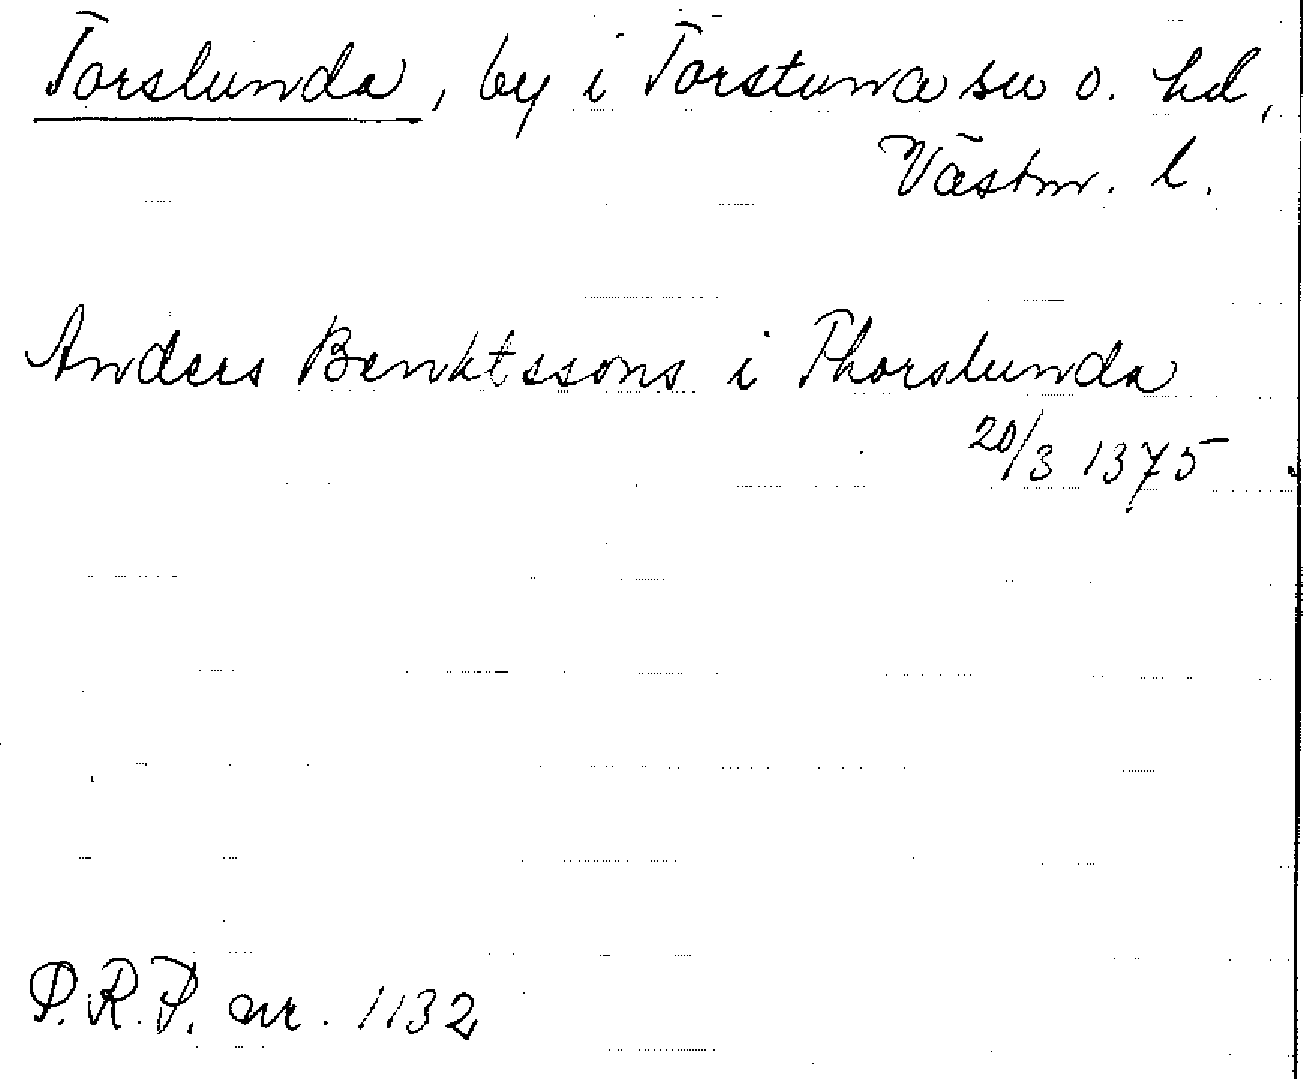 Torslunda, by i Torstuna sn o. hd,
Västm. l.
Anders Benktssons i Thorslunda
20/3 1375
P.R.P. nr. 1132